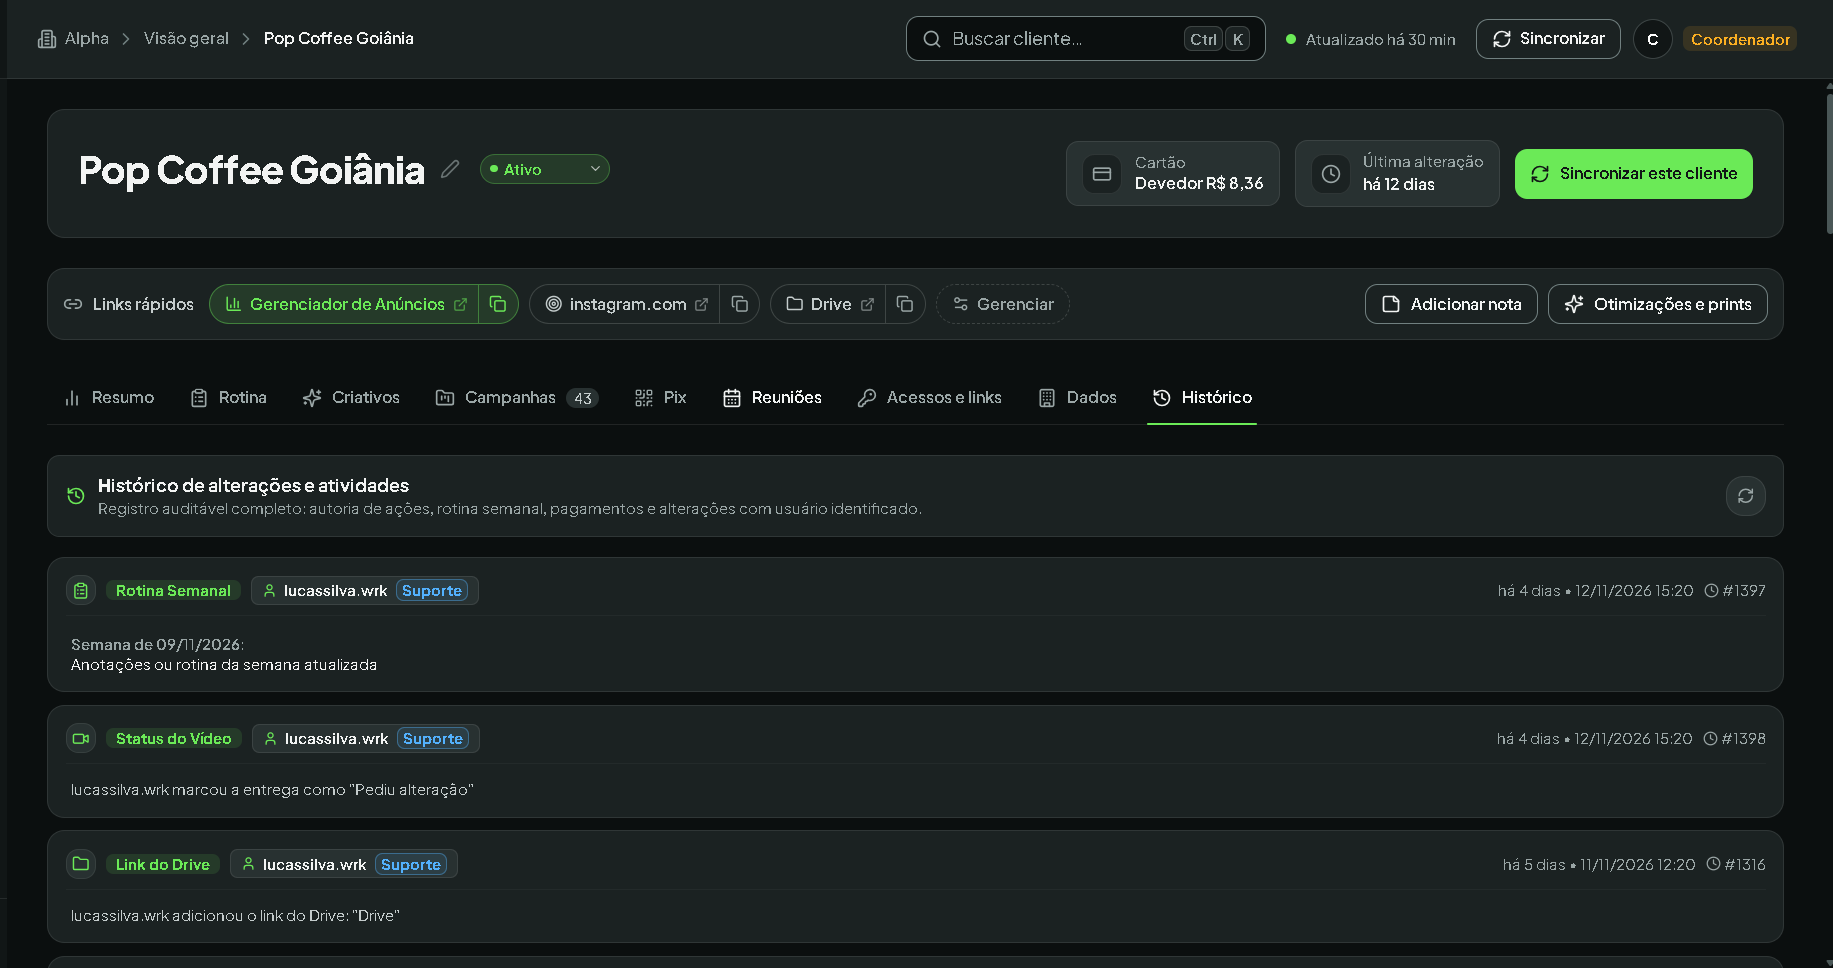 Alpha > Visão geral > Pop Coffee Goiânia
Buscar cliente... Ctrl K
Atualizado há 30 min
Sincronizar
C
Coordenador
Pop Coffee Goiânia
Ativo
Cartão
Devedor R$ 8,36
Última alteração
há 12 dias
Sincronizar este cliente
Links rápidos
Gerenciador de Anúncios
instagram.com
Drive
Gerenciar
Adicionar nota
Otimizações e prints
Resumo
Rotina
Criativos
Campanhas 43
Pix
Reuniões
Acessos e links
Dados
Histórico
Histórico de alterações e atividades
Registro auditável completo: autoria de ações, rotina semanal, pagamentos e alterações com usuário identificado.
Rotina Semanal lucassilva.wrk Suporte há 4 dias • 12/11/2026 15:20 #1397
Semana de 09/11/2026:
Anotações ou rotina da semana atualizada
Status do Vídeo lucassilva.wrk Suporte há 4 dias • 12/11/2026 15:20 #1398
lucassilva.wrk marcou a entrega como "Pediu alteração"
Link do Drive lucassilva.wrk Suporte há 5 dias • 11/11/2026 12:20 #1316
lucassilva.wrk adicionou o link do Drive: "Drive"